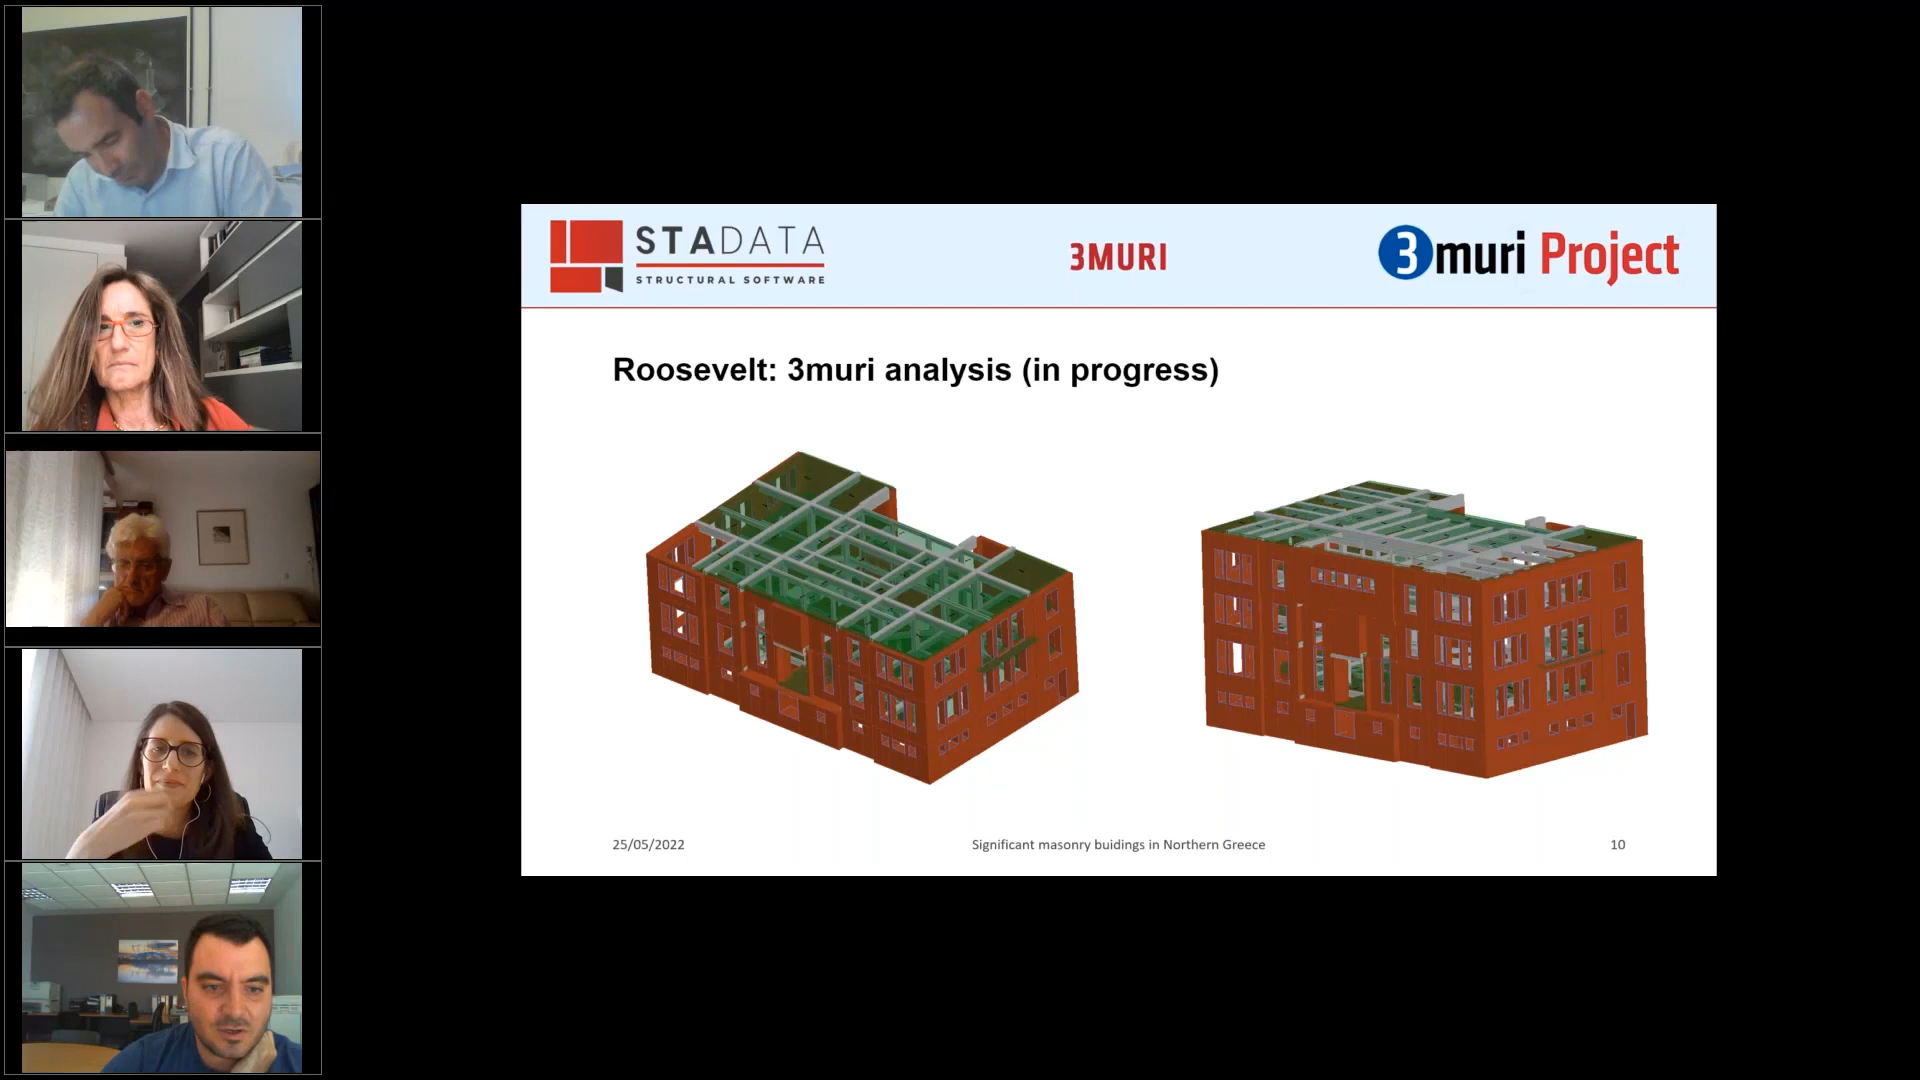 STADATA
STRUCTURAL SOFTWARE
3MURI
3muri Project
Roosevelt: 3muri analysis (in progress)
25/05/2022
Significant masonry buidings in Northern Greece
10